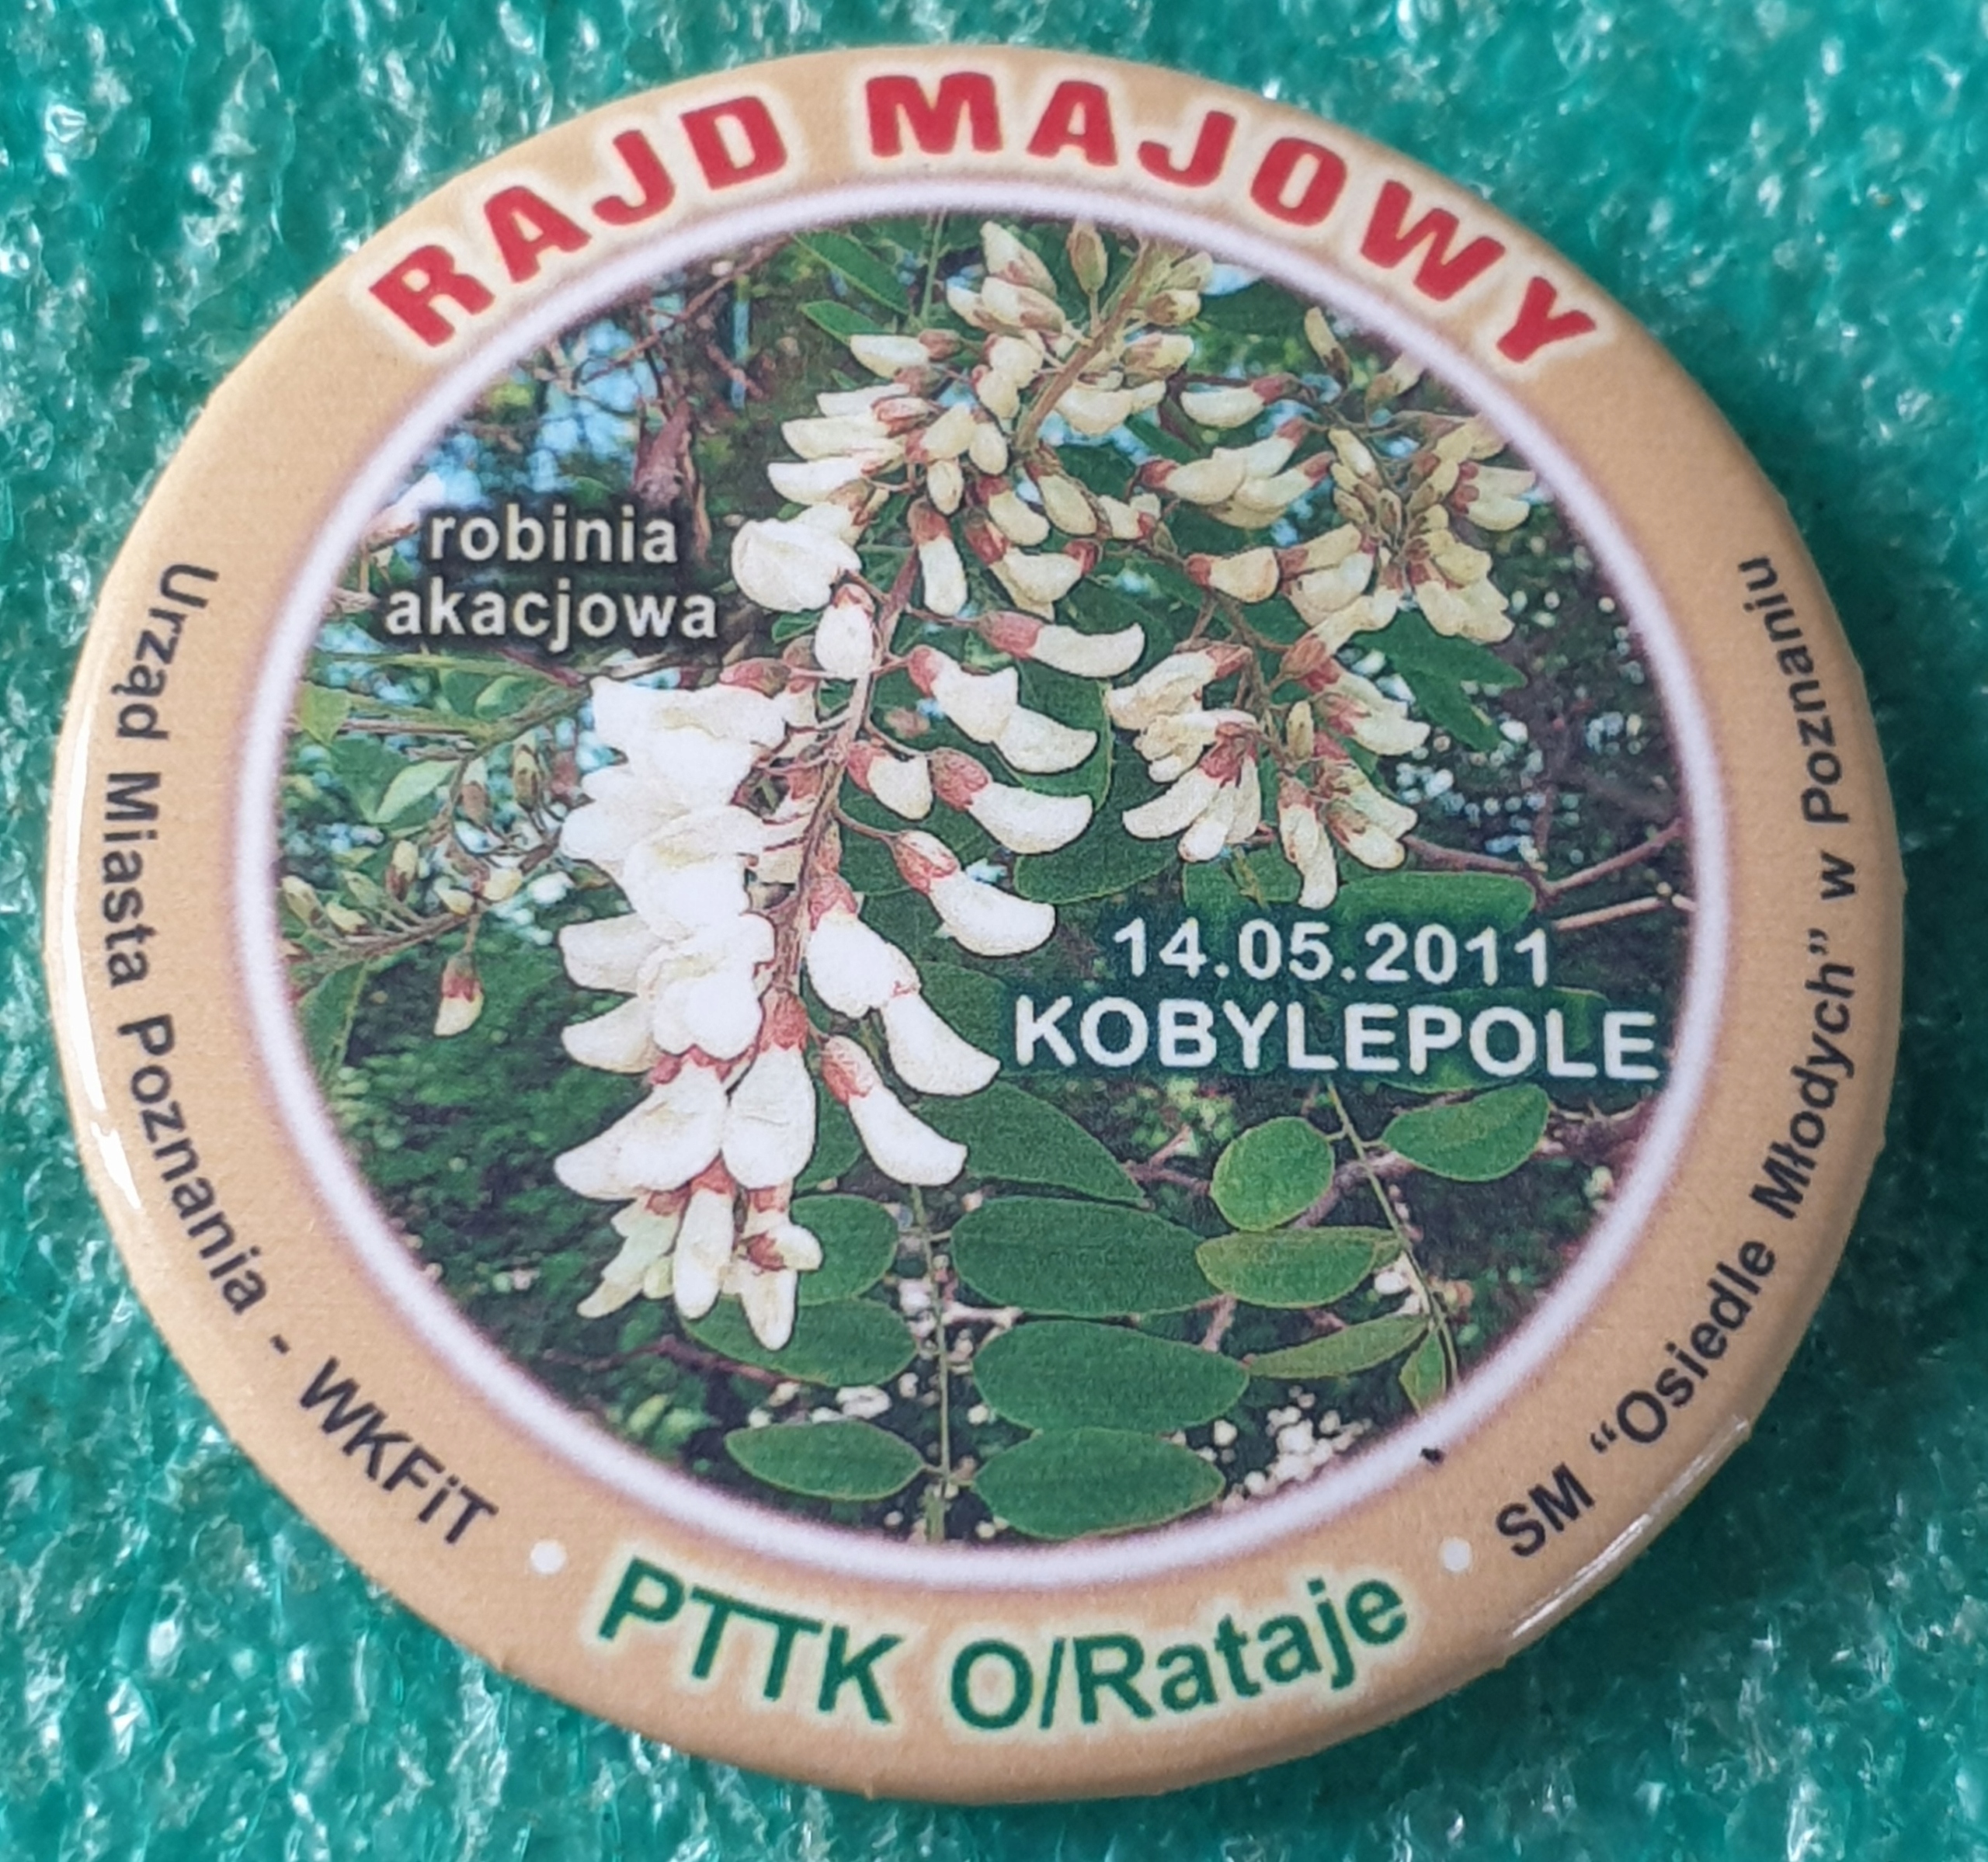 RAJD MAJOWY
robinia
akacjowa
14.05.2011
KOBYLEPOLE
Urząd Miasta Poznania - WKFiT
PTTK O/Rataje
SM “Osiedle Młodych” w Poznaniu